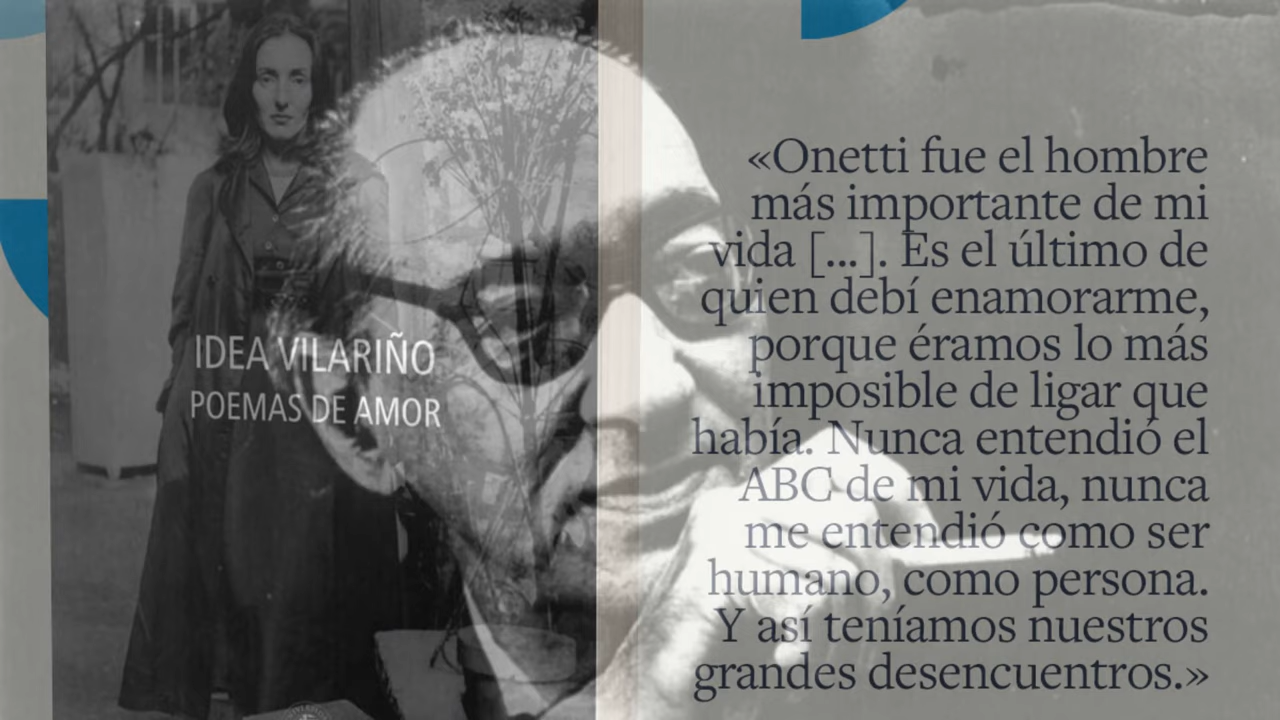 IDEA VILARIÑO
POEMAS DE AMOR
«Onetti fue el hombre
más importante de mi
vida [...]. Es el último de
quien debí enamorarme,
porque éramos lo más
imposible de ligar que
había. Nunca entendió el
ABC de mi vida, nunca
me entendió como ser
humano, como persona.
Y así teníamos nuestros
grandes desencuentros.»